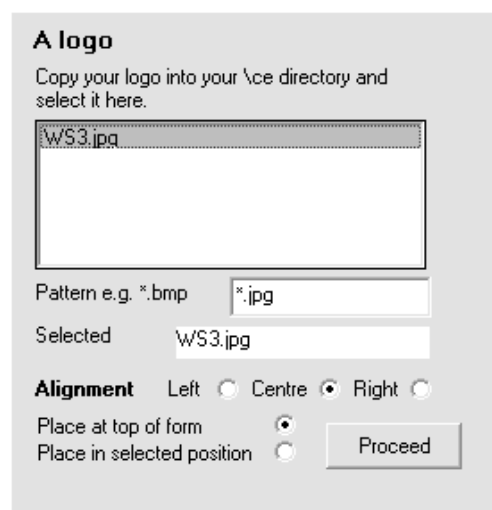 A logo
Copy your logo into your \ce directory and
select it here.
WS3.jpg
Pattern e.g. *.bmp *.jpg
Selected WS3.jpg
Alignment Left Centre Right
Place at top of form
Place in selected position
Proceed